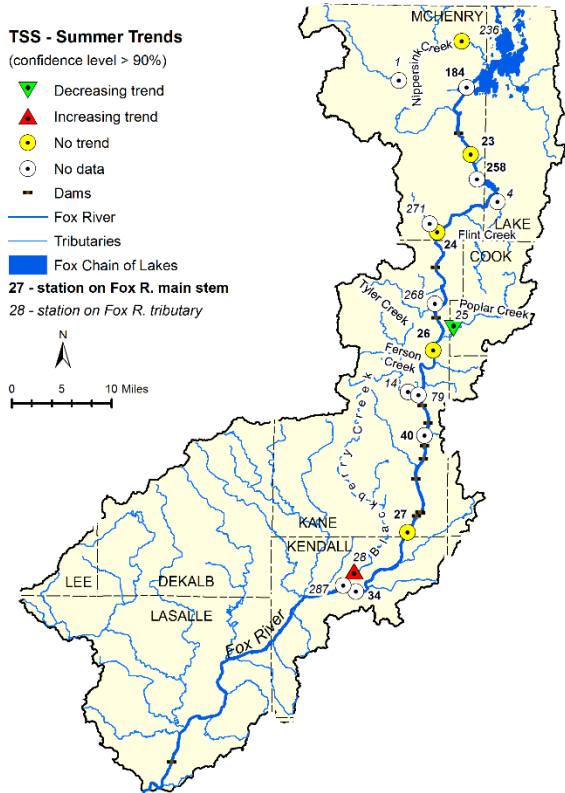 TSS - Summer Trends
(confidence level > 90%)
Decreasing trend
Increasing trend
No trend
No data
Dams
Fox River
Tributaries
Fox Chain of Lakes
27 - station on Fox R. main stem
28 - station on Fox R. tributary
N
0 5 10 Miles
MCHENRY
236
Nippersink Creek
1
184
23
258
4
271
LAKE
24
Flint Creek
COOK
268
Tyler Creek
Poplar Creek
25
26
Ferson
Creek
14
79
40
Blackberry Creek
27
KANE
KENDALL
28
LEE
DEKALB
287
34
LASALLE
Fox River